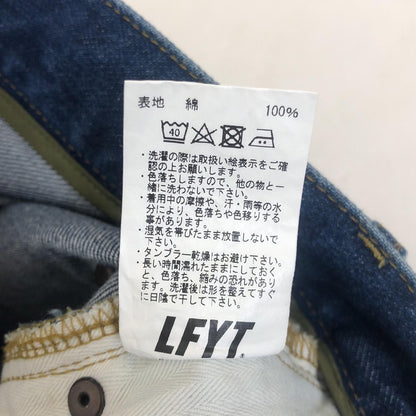 表地 綿 100%
40
・洗濯の際は取扱い絵表示をご確
認の上お願いします。
・色落ちしますので、他の物と一
緒に洗わないで下さい。
・着用中の摩擦や、汗・雨等の水
分により、色落ちや色移りする
事があります。
・湿気を帯びたまま放置しないで
下さい。
・タンブラー乾燥はお避け下さい。
・長い時間濡れたままにしておく
と、色落ち、縮みの恐れがあり
ます。洗濯後は形を整えてすぐ
に日陰で干して下さい。
LFYT